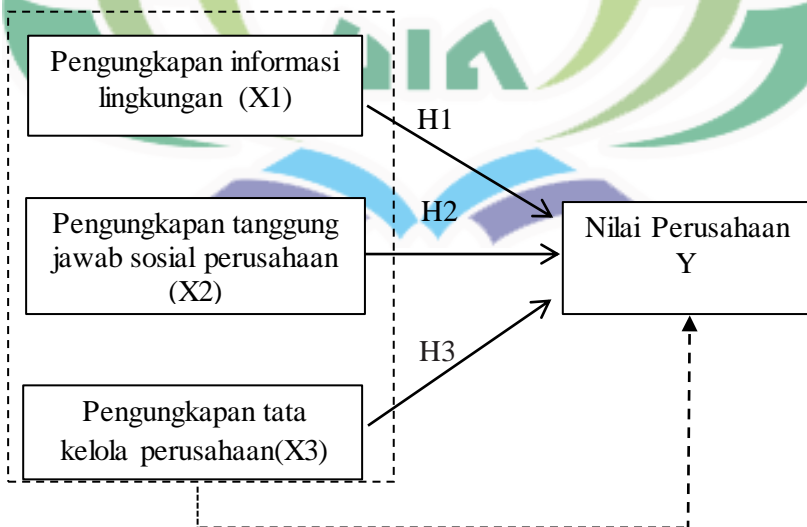 Pengungkapan informasi
lingkungan (X1)
H1
Pengungkapan tanggung
jawab sosial perusahaan
(X2)
H2
Nilai Perusahaan
Y
H3
Pengungkapan tata
kelola perusahaan(X3)